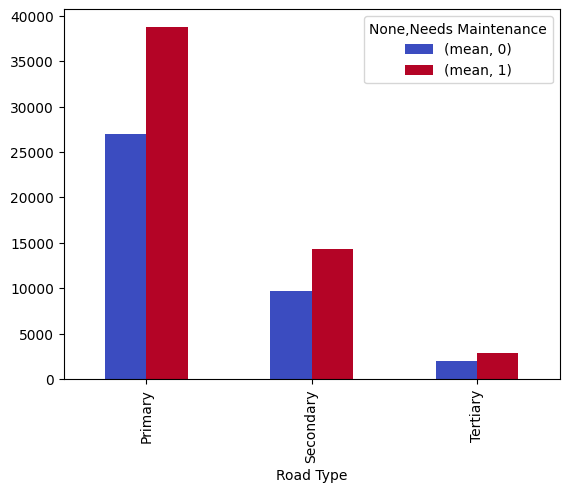 None,Needs Maintenance
(mean, 0)
(mean, 1)
40000
35000
30000
25000
20000
15000
10000
5000
0
Primary
Secondary
Tertiary
Road Type